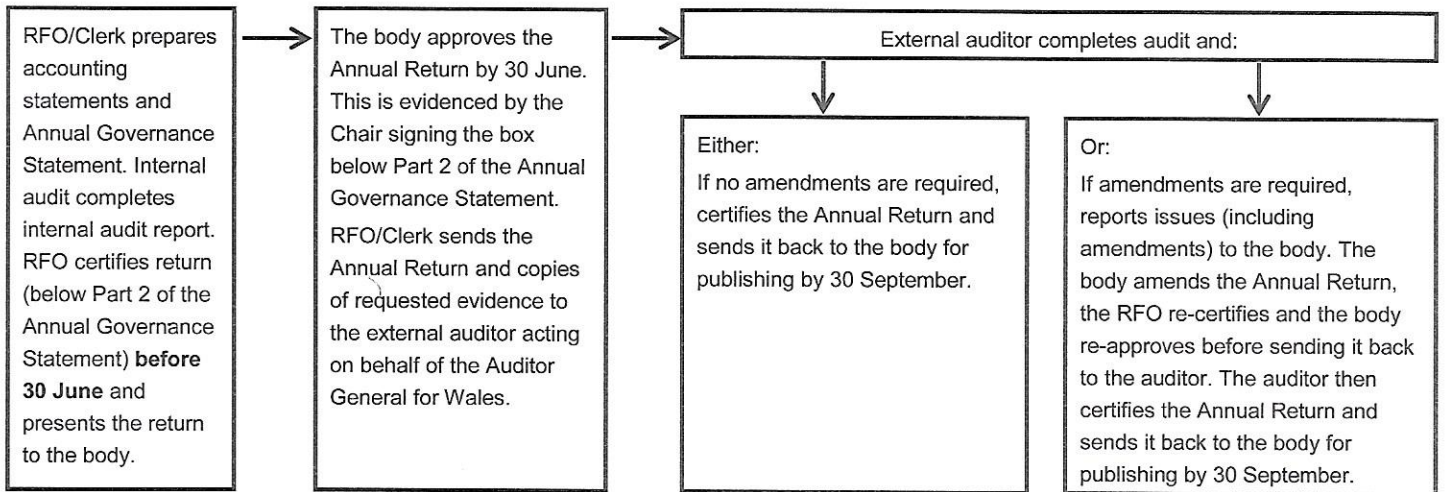 RFO/Clerk prepares
accounting
statements and
Annual Governance
Statement. Internal
audit completes
internal audit report.
RFO certifies return
(below Part 2 of the
Annual Governance
Statement) before
30 June and
presents the return
to the body.
The body approves the
Annual Return by 30 June.
This is evidenced by the
Chair signing the box
below Part 2 of the Annual
Governance Statement.
RFO/Clerk sends the
Annual Return and copies
of requested evidence to
the external auditor acting
on behalf of the Auditor
General for Wales.
External auditor completes audit and:
Either:
If no amendments are required,
certifies the Annual Return and
sends it back to the body for
publishing by 30 September.
Or:
If amendments are required,
reports issues (including
amendments) to the body. The
body amends the Annual Return,
the RFO re-certifies and the body
re-approves before sending it back
to the auditor. The auditor then
certifies the Annual Return and
sends it back to the body for
publishing by 30 September.